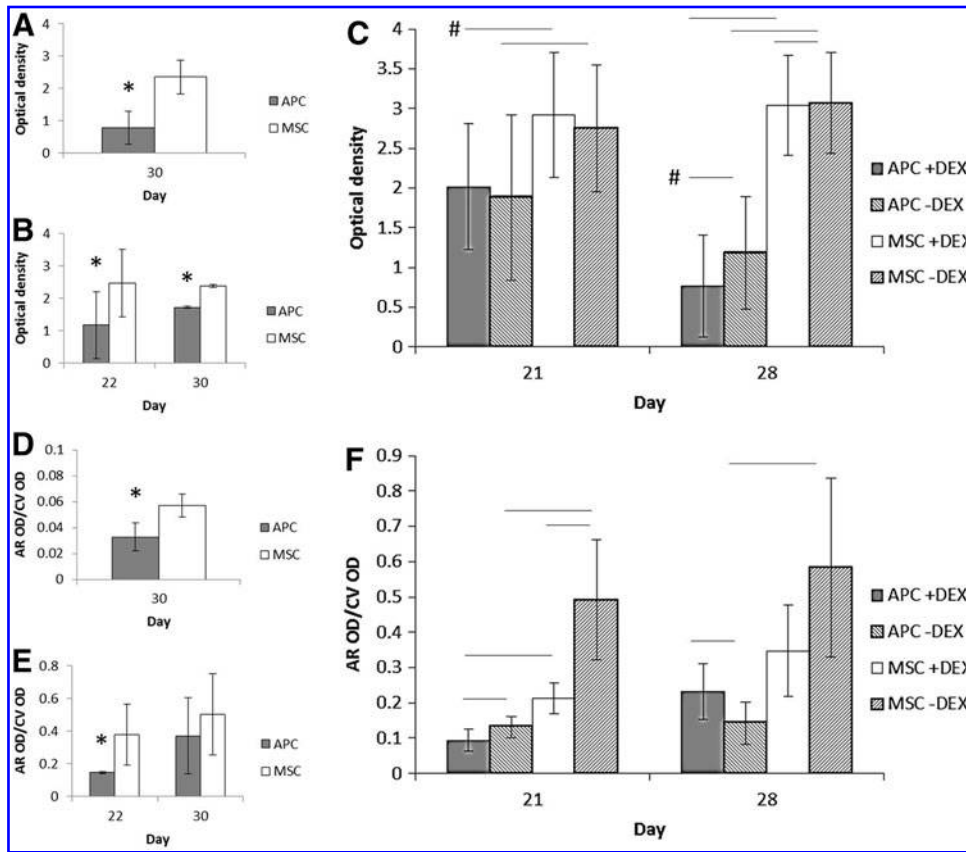 A
Optical density
4
3
2
1
0
30
Day
APC
MSC
*
B
Optical density
4
3
2
1
0
22
30
Day
APC
MSC
*
*
C
Optical density
4
3.5
3
2.5
2
1.5
1
0.5
0
21
28
Day
#
#
APC +DEX
APC -DEX
MSC +DEX
MSC -DEX
D
AR OD/CV OD
0.1
0.08
0.06
0.04
0.02
0
30
Day
APC
MSC
*
E
AR OD/CV OD
0.8
0.6
0.4
0.2
0
22
30
Day
APC
MSC
*
F
AR OD/CV OD
0.9
0.8
0.7
0.6
0.5
0.4
0.3
0.2
0.1
0
21
28
Day
APC +DEX
APC -DEX
MSC +DEX
MSC -DEX